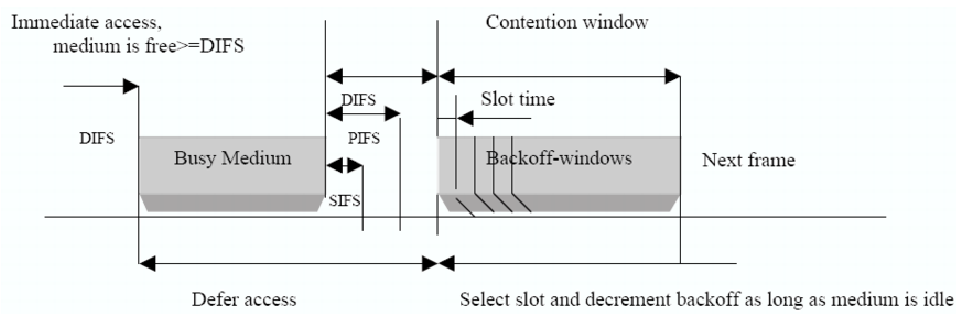 Immediate access,
medium is free>=DIFS
Contention window
DIFS
Slot time
DIFS
PIFS
Busy Medium
Backoff-windows
Next frame
SIFS
Defer access
Select slot and decrement backoff as long as medium is idle